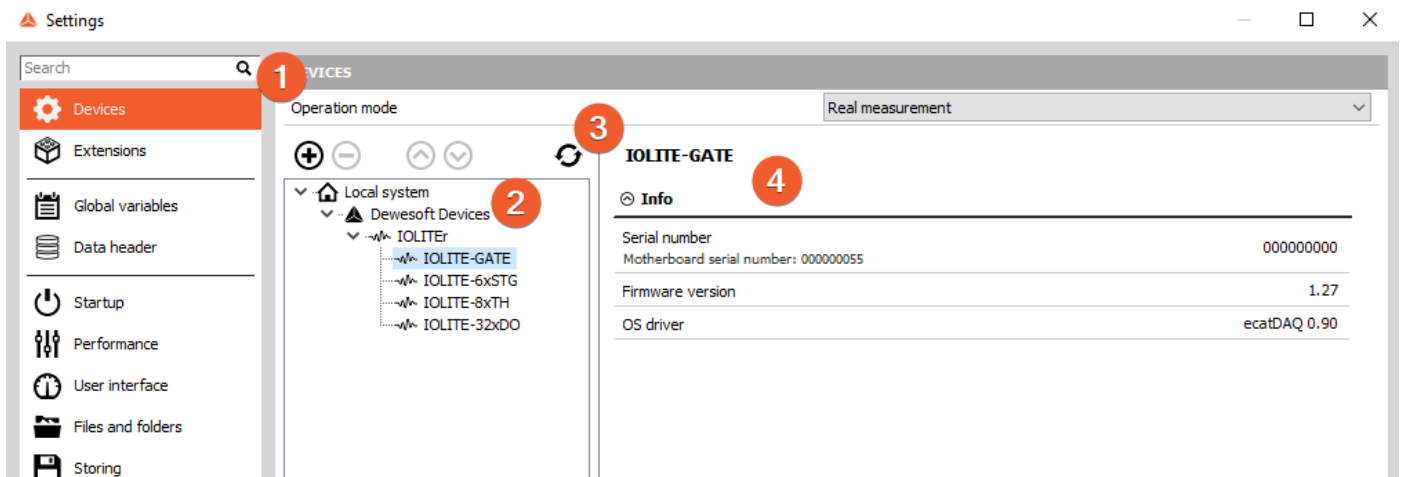 Settings
Search
1
EVICES
Devices
Operation mode
Real measurement
Extensions
3
IOLITE-GATE
4
Local system
2
Info
Global variables
Dewesoft Devices
IOLITEr
Serial number
000000000
Data header
IOLITE-GATE
Motherboard serial number: 000000055
IOLITE-6xSTG
Firmware version
1.27
Startup
IOLITE-8xTH
IOLITE-32xDO
OS driver
ecatDAQ 0.90
Performance
User interface
Files and folders
Storing